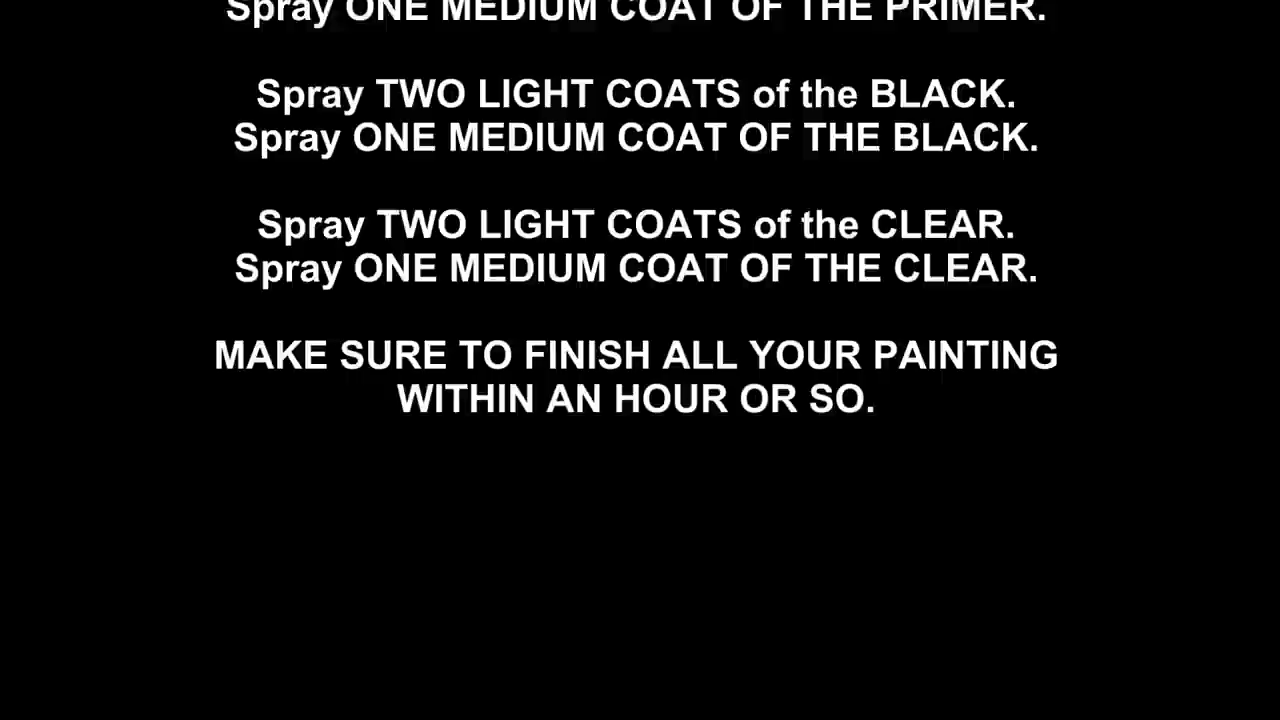 Spray ONE MEDIUM COAT OF THE PRIMER.
Spray TWO LIGHT COATS of the BLACK.
Spray ONE MEDIUM COAT OF THE BLACK.
Spray TWO LIGHT COATS of the CLEAR.
Spray ONE MEDIUM COAT OF THE CLEAR.
MAKE SURE TO FINISH ALL YOUR PAINTING
WITHIN AN HOUR OR SO.